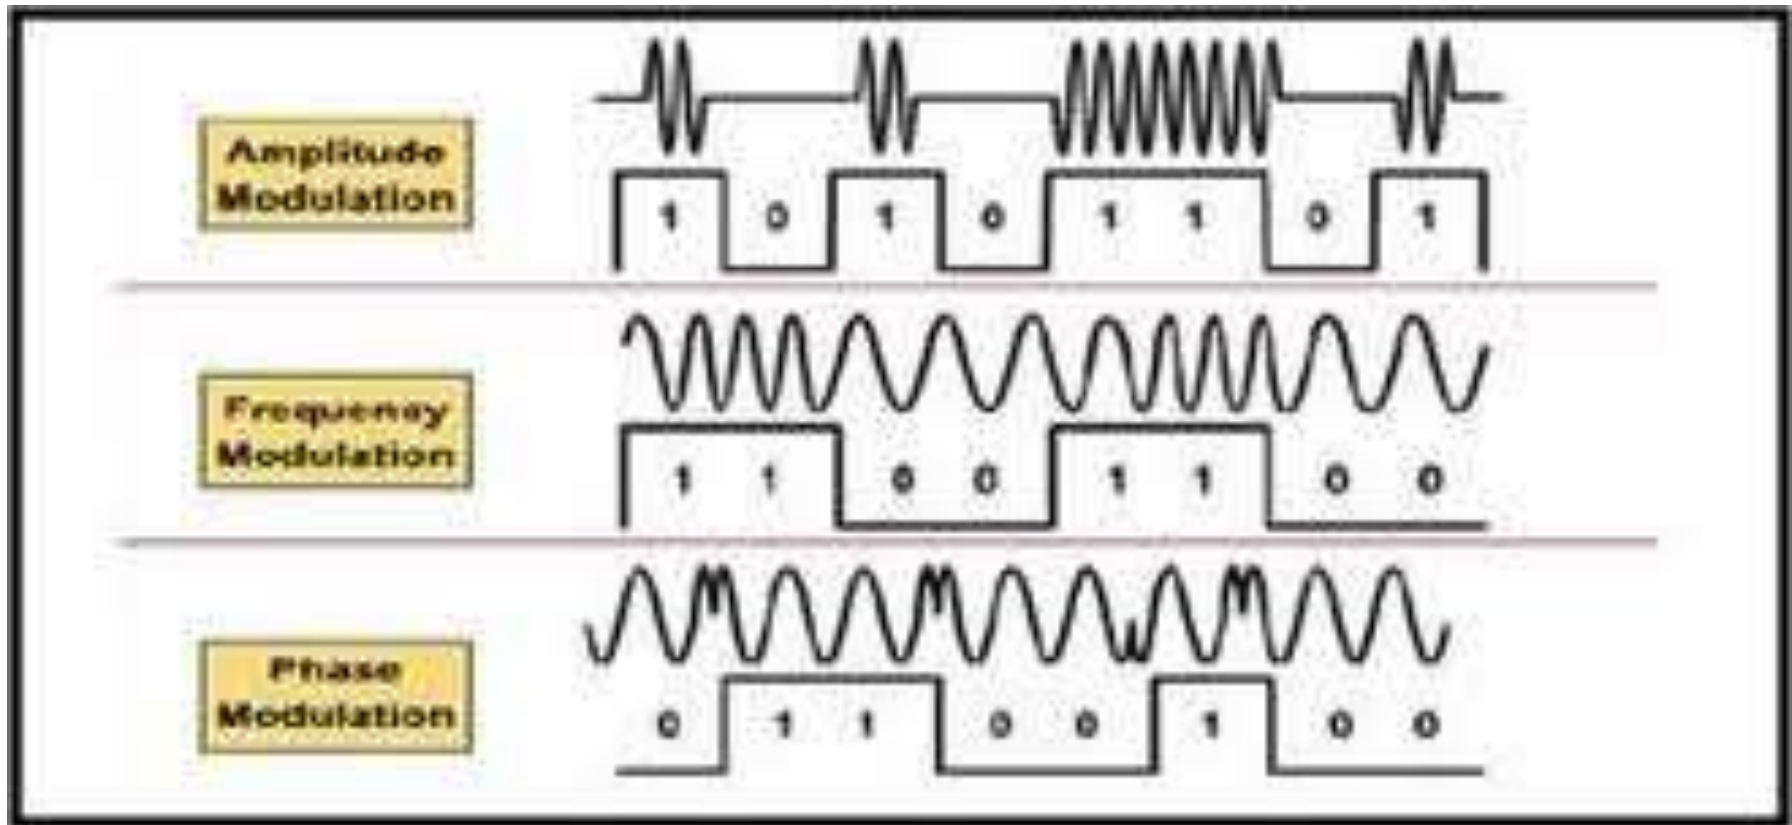 Amplitude
Modulation
1 0 1 0 1 1 0 1
Frequency
Modulation
1 1 0 0 1 1 0 0
Phase
Modulation
0 1 1 0 0 1 0 0